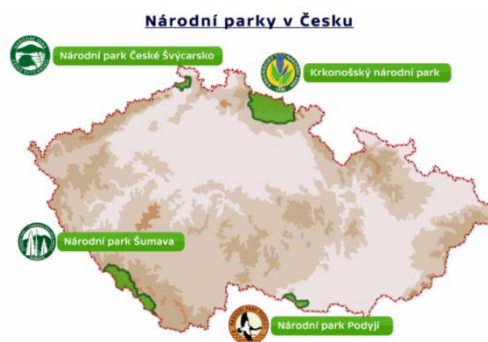 Národní parky v Česku
Národní park České Švýcarsko
Krkonošský národní park
Národní park Šumava
Národní park Podyjí